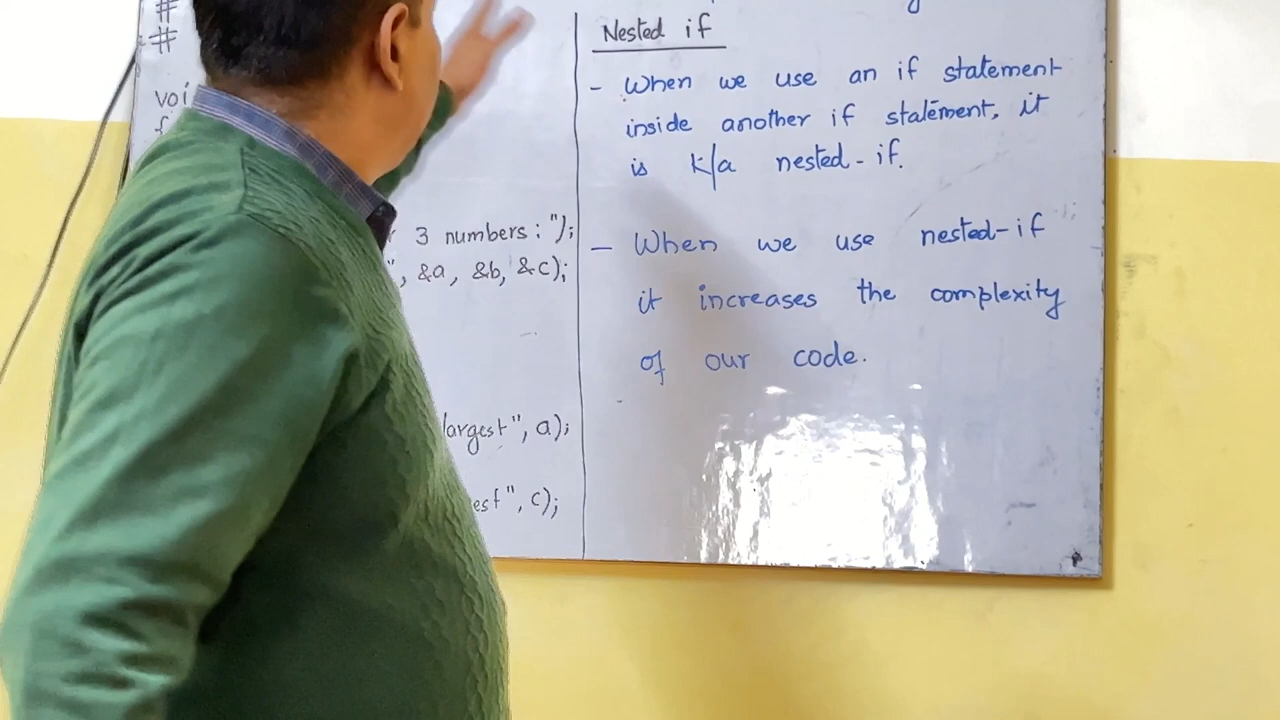 #
#
voi
{
3 numbers : ");
", &a, &b, &c);
largest", a);
est", c);
Nested if
- When we use an if statement
inside another if statement, it
is k/a nested-if.
- When we use nested-if
it increases the complexity
of our code.